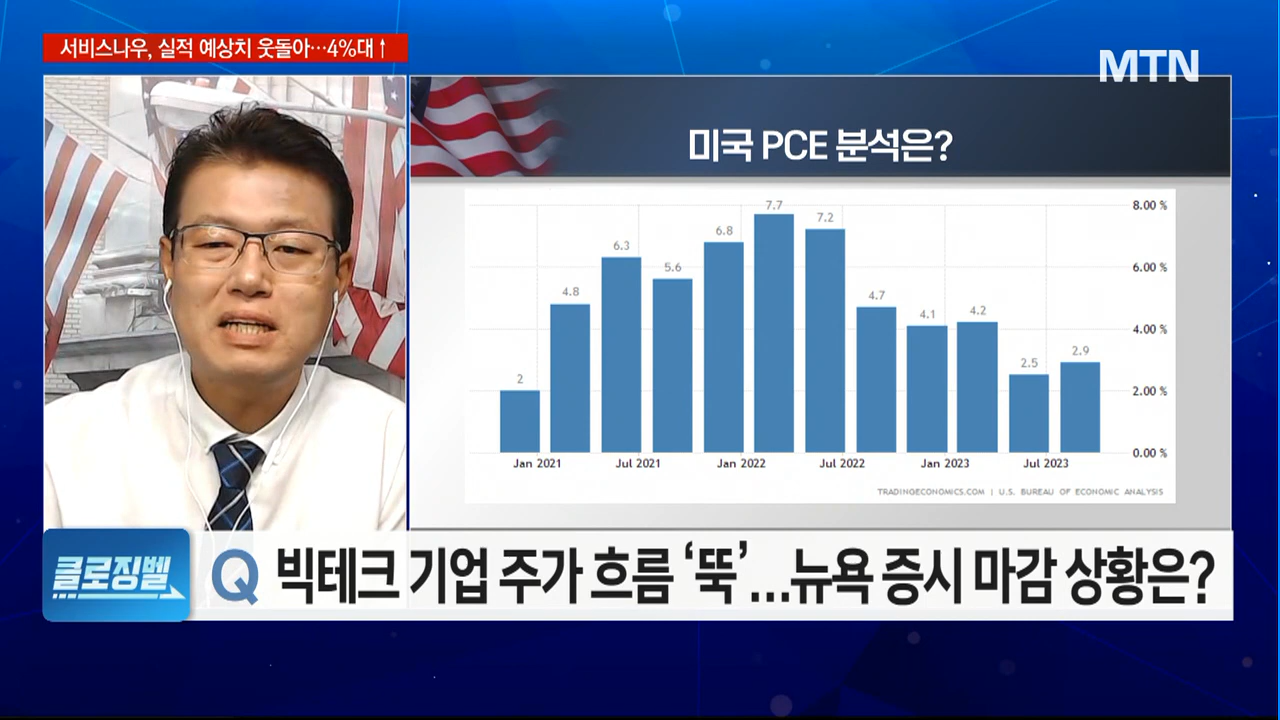 서비스나우, 실적 예상치 웃돌아…4%대↑
MTN
미국 PCE 분석은?
8.00 %
6.00 %
4.00 %
2.00 %
0.00 %
2
4.8
6.3
5.6
6.8
7.7
7.2
4.7
4.1
4.2
2.5
2.9
Jan 2021
Jul 2021
Jan 2022
Jul 2022
Jan 2023
Jul 2023
TRADINGECONOMICS.COM | U.S. BUREAU OF ECONOMIC ANALYSIS
클로징벨
Q 빅테크 기업 주가 흐름 ‘뚝’...뉴욕 증시 마감 상황은?